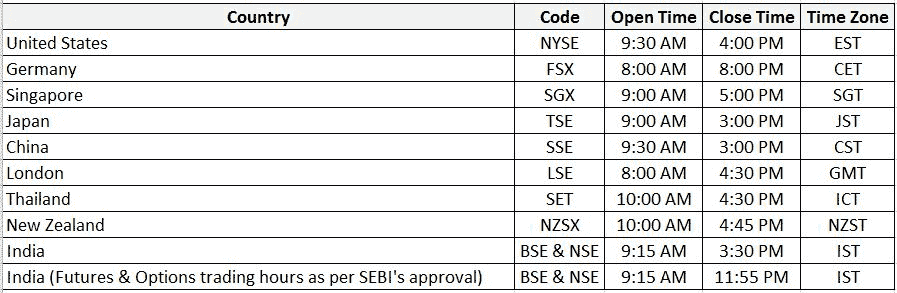 Country Code Open Time Close Time Time Zone
United States NYSE 9:30 AM 4:00 PM EST
Germany FSX 8:00 AM 8:00 PM CET
Singapore SGX 9:00 AM 5:00 PM SGT
Japan TSE 9:00 AM 3:00 PM JST
China SSE 9:30 AM 3:00 PM CST
London LSE 8:00 AM 4:30 PM GMT
Thailand SET 10:00 AM 4:30 PM ICT
New Zealand NZSX 10:00 AM 4:45 PM NZST
India BSE & NSE 9:15 AM 3:30 PM IST
India (Futures & Options trading hours as per SEBI's approval) BSE & NSE 9:15 AM 11:55 PM IST